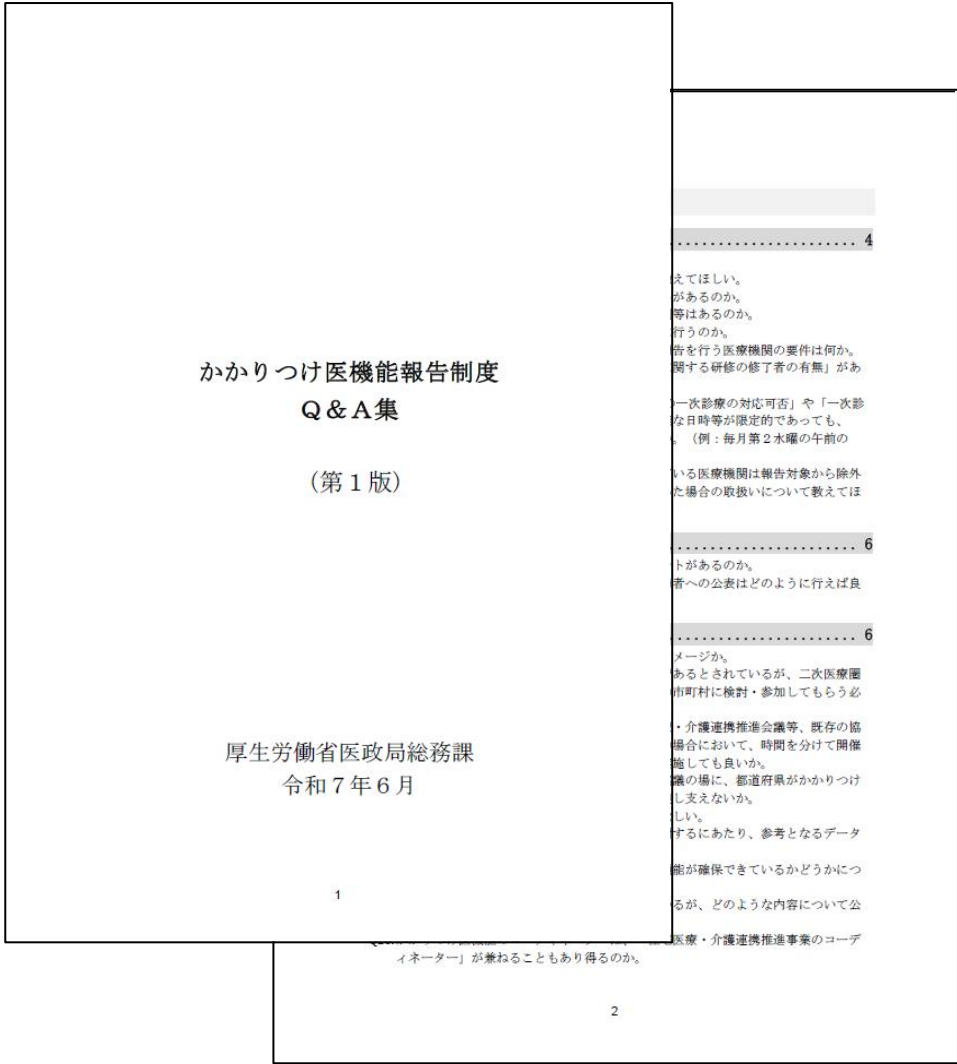 かかりつけ医機能報告制度
Q&A集
(第1版)
厚生労働省医政局総務課
令和7年6月
1
...................... 4
えてほしい。
があるのか。
等はあるのか。
行うのか。
告を行う医療機関の要件は何か。
関する研修の修了者の有無」があ
一次診療の対応可否」や「一次診
な日時等が限定的であっても、
。(例:毎月第2水曜の午前の
いる医療機関は報告対象から除外
た場合の取扱いについて教えてほ
...................... 6
トがあるのか。
者への公表はどのように行えば良
...................... 6
メージか。
あるとされているが、二次医療圏
市町村に検討・参加してもらう必
・介護連携推進会議等、既存の協
場合において、時間を分けて開催
施しても良いか。
議の場に、都道府県がかかりつけ
し支えないか。
しい。
するにあたり、参考となるデータ
能が確保できているかどうかにつ
るが、どのような内容について公
医療・介護連携推進事業のコーデ
ィネーター」が兼ねることもあり得るのか。
2